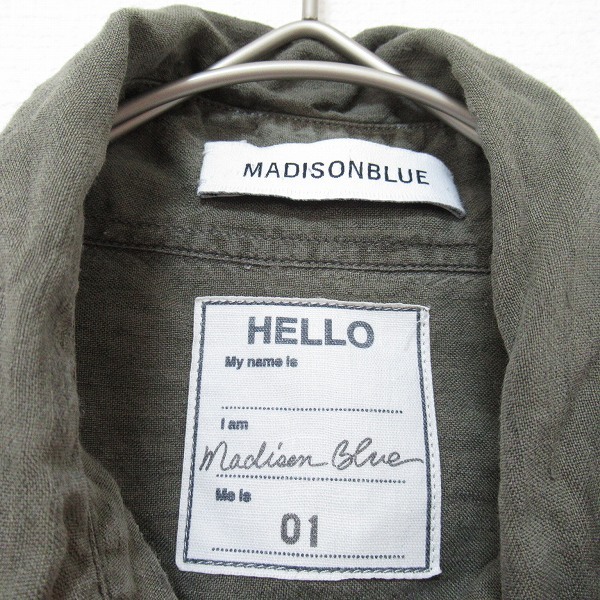 MADISONBLUE
HELLO
My name is
I am
Madison Blue
Me is
01